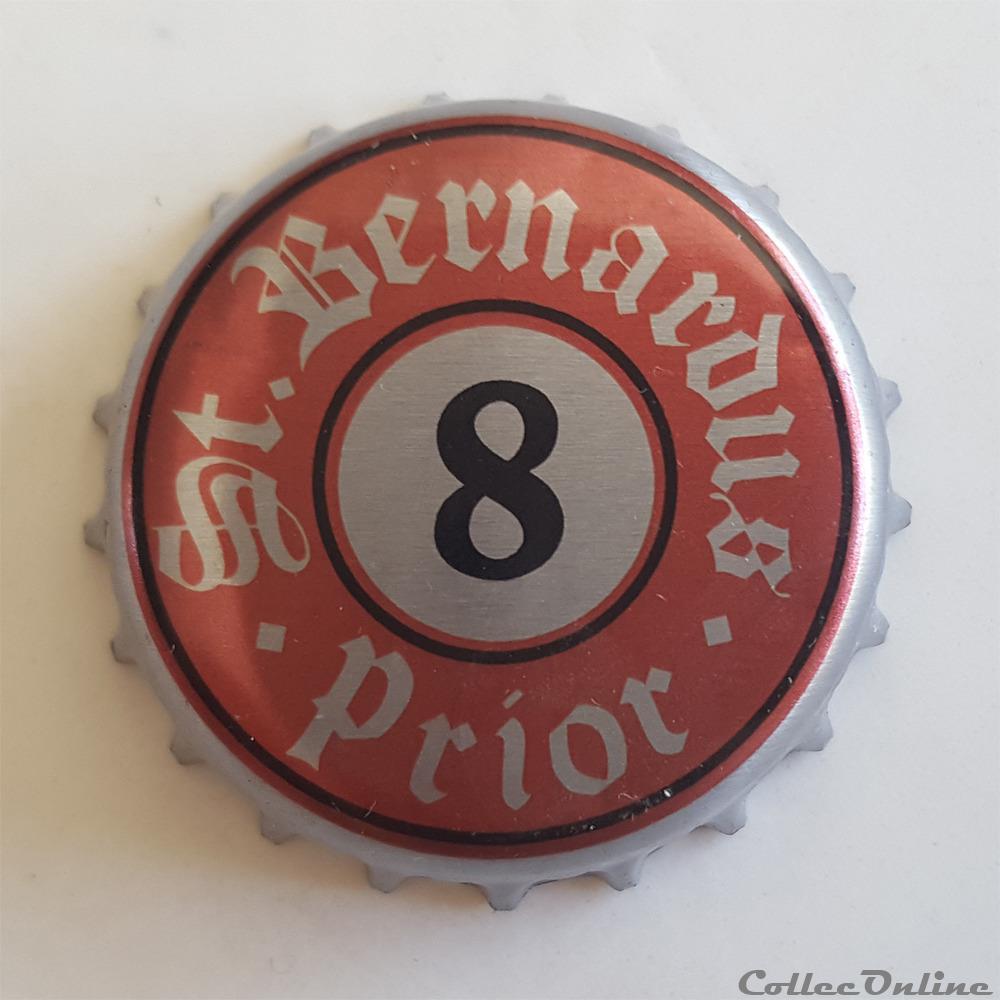 St. Bernardus
8
· Prior ·
CollecOnline